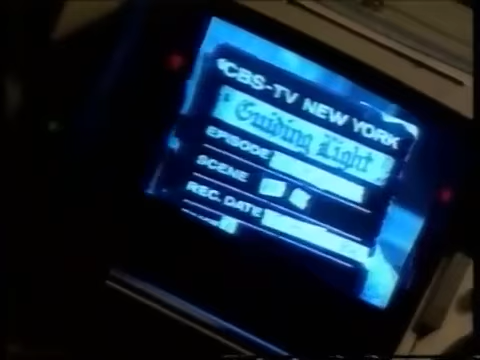 CBS-TV NEW YORK
Guiding Light
EPISODE
SCENE
REC. DATE